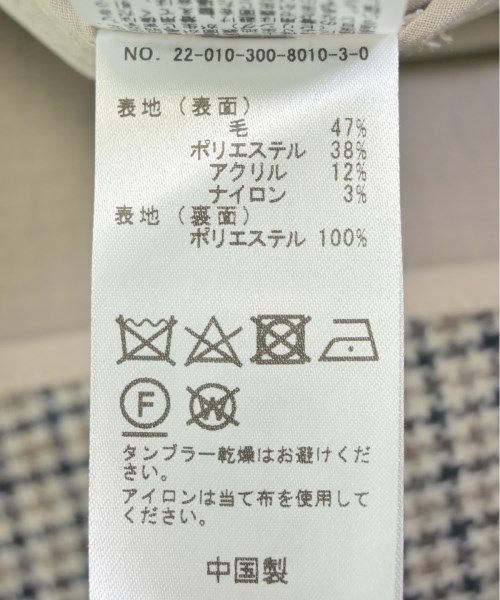 NO. 22-010-300-8010-3-0
表地(表面)
毛 47%
ポリエステル 38%
アクリル 12%
ナイロン 3%
表地(裏面)
ポリエステル 100%
F W
タンブラー乾燥はお避けくだ
さい。
アイロンは当て布を使用して
ください。
中国製